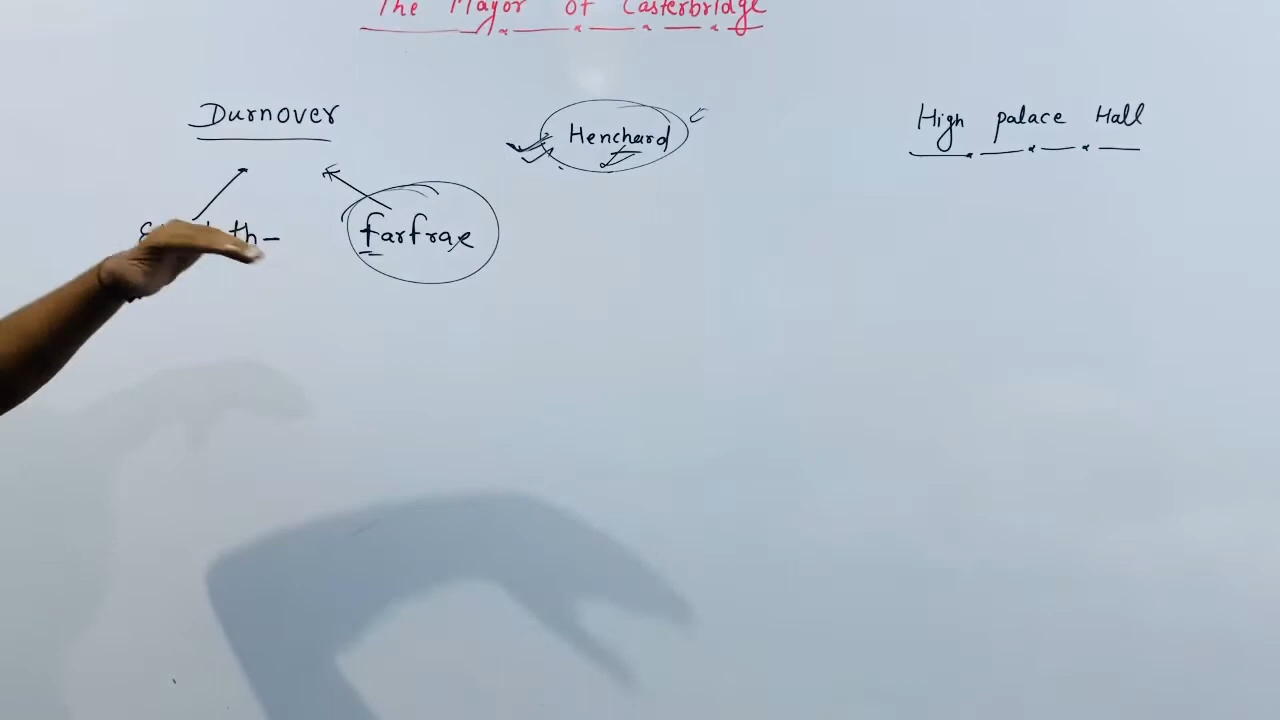 The Mayor Of Casterbridge
Durnover
Henchard
High palace Hall
Farfrae